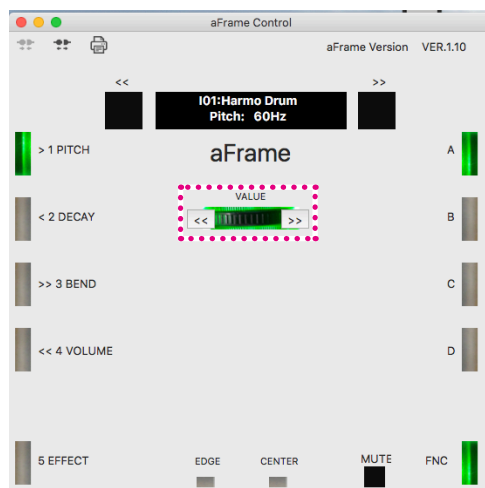 aFrame Control
aFrame Version VER.1.10
<< >>
I01:Harmo Drum
Pitch: 60Hz
> 1 PITCH
aFrame
A
VALUE
<< >>
< 2 DECAY
B
>> 3 BEND
C
<< 4 VOLUME
D
5 EFFECT
EDGE
CENTER
MUTE
FNC